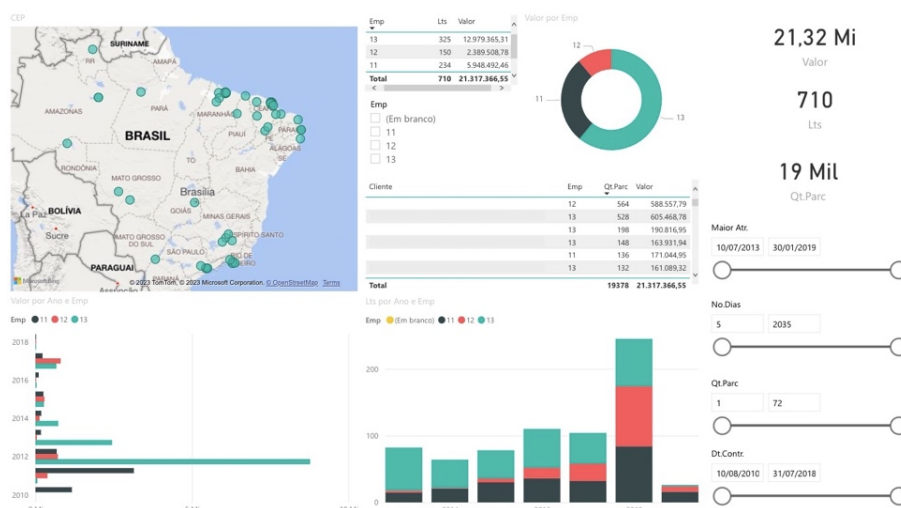 CEP
SURINAME
AMAPÁ
RR
AMAZONAS
PARÁ
MARANHÃO
CEARÁ
PIAUÍ
PE
ALAGOAS
SE
BRASIL
TO
RONDÔNIA
MATO GROSSO
BAHIA
Brasília
GOIÁS
La Paz
BOLÍVIA
MINAS GERAIS
Sucre
MATO GROSSO
DO SUL
ESPÍRITO SANTO
SÃO PAULO
RIO DE
JANEIRO
PARAGUAI
PARANÁ
© 2023 TomTom, © 2023 Microsoft Corporation, © OpenStreetMap Terms
Emp Lts Valor
13 325 12.979.365,31
12 150 2.389.508,78
11 234 5.948.492,46
Total 710 21.317.366,55
Emp
(Em branco)
11
12
13
Valor por Emp
12
11
13
21,32 Mi
Valor
710
Lts
19 Mil
Qt.Parc
Cliente Emp Qt.Parc Valor
12 564 588.557,79
13 528 605.468,78
13 198 190.816,95
13 148 163.931,94
11 136 171.044,95
13 132 161.089,32
Total 19378 21.317.366,55
Maior Atr.
10/07/2013 30/01/2019
No.Dias
5 2035
Qt.Parc
1 72
Dt.Contr.
10/08/2010 31/07/2018
Valor por Ano e Emp
Emp 11 12 13
2018
2016
2014
2012
2010
Lts por Ano e Emp
Emp (Em branco) 11 12 13
200
100
0